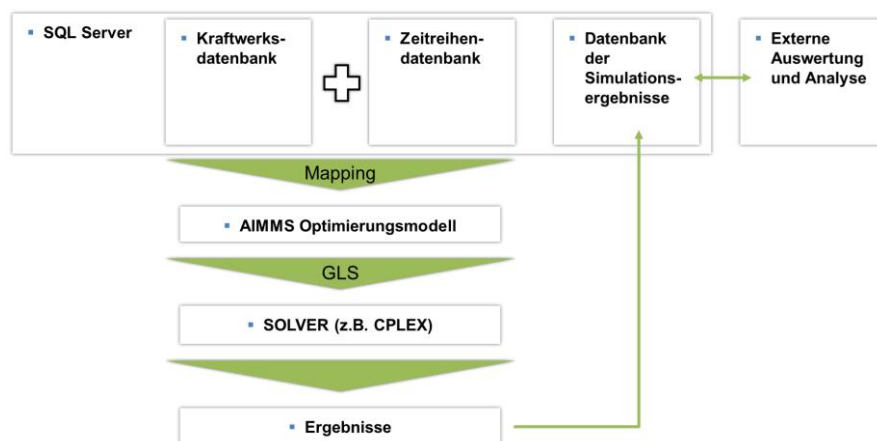 SQL Server
Kraftwerks-
datenbank
Zeitreihen-
datenbank
Datenbank
der
Simulations-
ergebnisse
Externe
Auswertung
und Analyse
Mapping
AIMMS Optimierungsmodell
GLS
SOLVER (z.B. CPLEX)
Ergebnisse